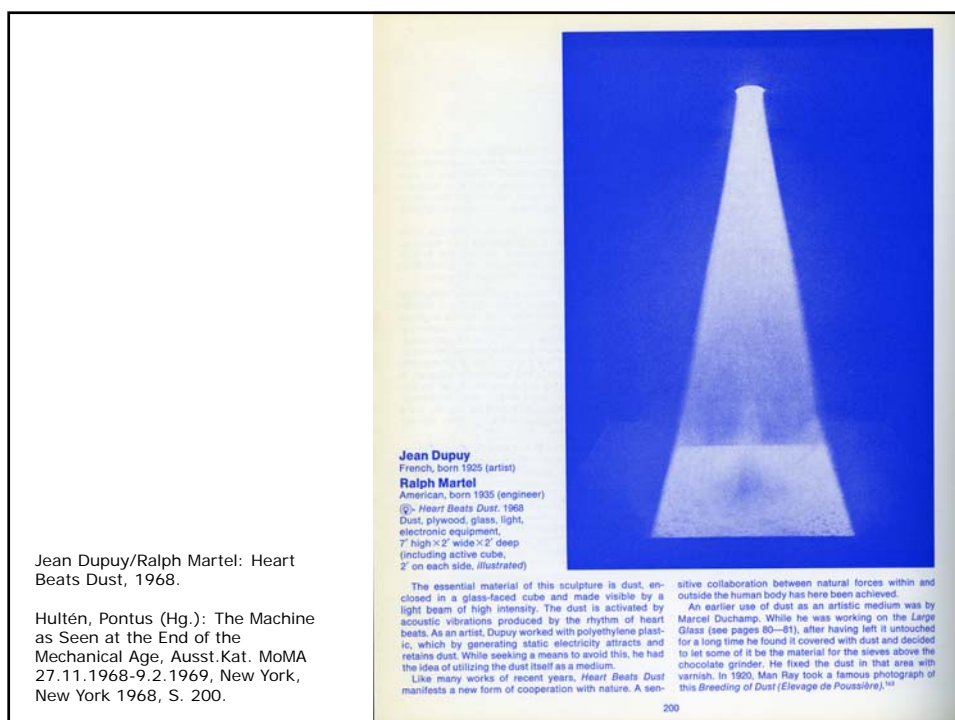 Jean Dupuy
French, born 1925 (artist)
Ralph Martel
American, born 1935 (engineer)
Heart Beats Dust. 1968
Dust, plywood, glass, light,
electronic equipment,
7' high×2' wide×2' deep
(including active cube,
2' on each side, illustrated)
The essential material of this sculpture is dust, en-
closed in a glass-faced cube and made visible by a
light beam of high intensity. The dust is activated by
acoustic vibrations produced by the rhythm of heart
beats. As an artist, Dupuy worked with polyethylene plast-
ic, which by generating static electricity attracts and
retains dust. While seeking a means to avoid this, he had
the idea of utilizing the dust itself as a medium.
Like many works of recent years, Heart Beats Dust
manifests a new form of cooperation with nature. A sen-
sitive collaboration between natural forces within and
outside the human body has here been achieved.
An earlier use of dust as an artistic medium was by
Marcel Duchamp. While he was working on the Large
Glass (see pages 80—81), after having left it untouched
for a long time he found it covered with dust and decided
to let some of it be the material for the sieves above the
chocolate grinder. He fixed the dust in that area with
varnish. In 1920, Man Ray took a famous photograph of
this Breeding of Dust (Elevage de Poussière).¹⁶³
200
Jean Dupuy/Ralph Martel: Heart
Beats Dust, 1968.
Hultén, Pontus (Hg.): The Machine
as Seen at the End of the
Mechanical Age, Ausst.Kat. MoMA
27.11.1968-9.2.1969, New York,
New York 1968, S. 200.